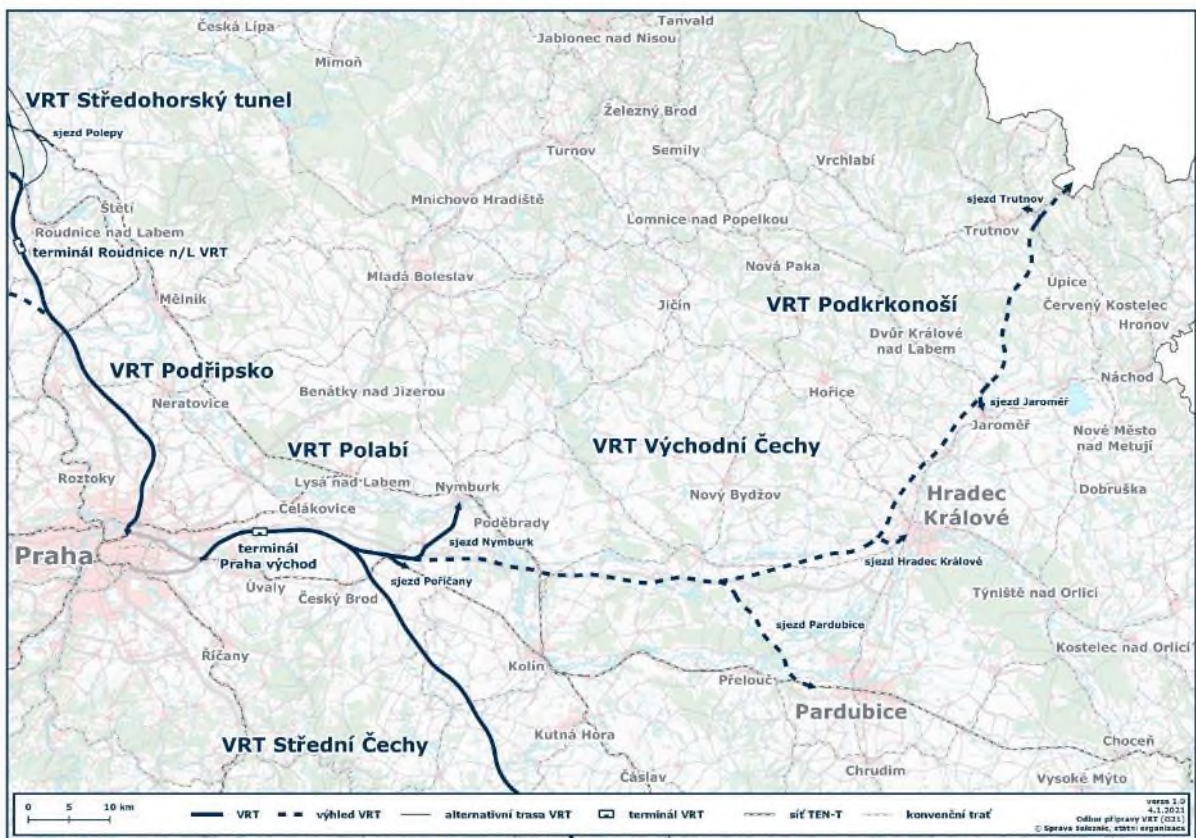 Česká Lípa
Tanvald
Jablonec nad Nisou
Mimoň
VRT Středohorský tunel
Železný Brod
sjezd Polepy
Turnov
Semily
Vrchlabí
Mnichovo Hradiště
sjezd Trutnov
Štětí
Lomnice nad Popelkou
Roudnice nad Labem
Trutnov
terminál Roudnice n/L VRT
Nová Paka
Mladá Boleslav
Úpice
Mělník
Jičín
VRT Podkrkonoší
Červený Kostelec
Hronov
Dvůr Králové
nad Labem
VRT Podřipsko
Náchod
Benátky nad Jizerou
Hořice
Neratovice
sjezd Jaroměř
Jaroměř
Nové Město
nad Metují
VRT Polabí
VRT Východní Čechy
Roztoky
Lysá nad Labem
Nymburk
Nový Bydžov
Dobruška
Čelákovice
Hradec
Králové
Poděbrady
Praha
terminál
Praha východ
sjezd Nymburk
sjezd Hradec Králové
Úvaly
sjezd Poříčany
Český Brod
Týniště nad Orlicí
sjezd Pardubice
Říčany
Kostelec nad Orlicí
Kolín
Přelouč
Pardubice
VRT Střední Čechy
Kutná Hora
Choceň
Čáslav
Chrudim
Vysoké Mýto
0 5 10 km
VRT
výhled VRT
alternativní trasa VRT
terminál VRT
síť TEN-T
konvenční trať
verze 1.0
4.1.2021
Odbor přípravy VRT (O31)
© Správa železnic, státní organizace